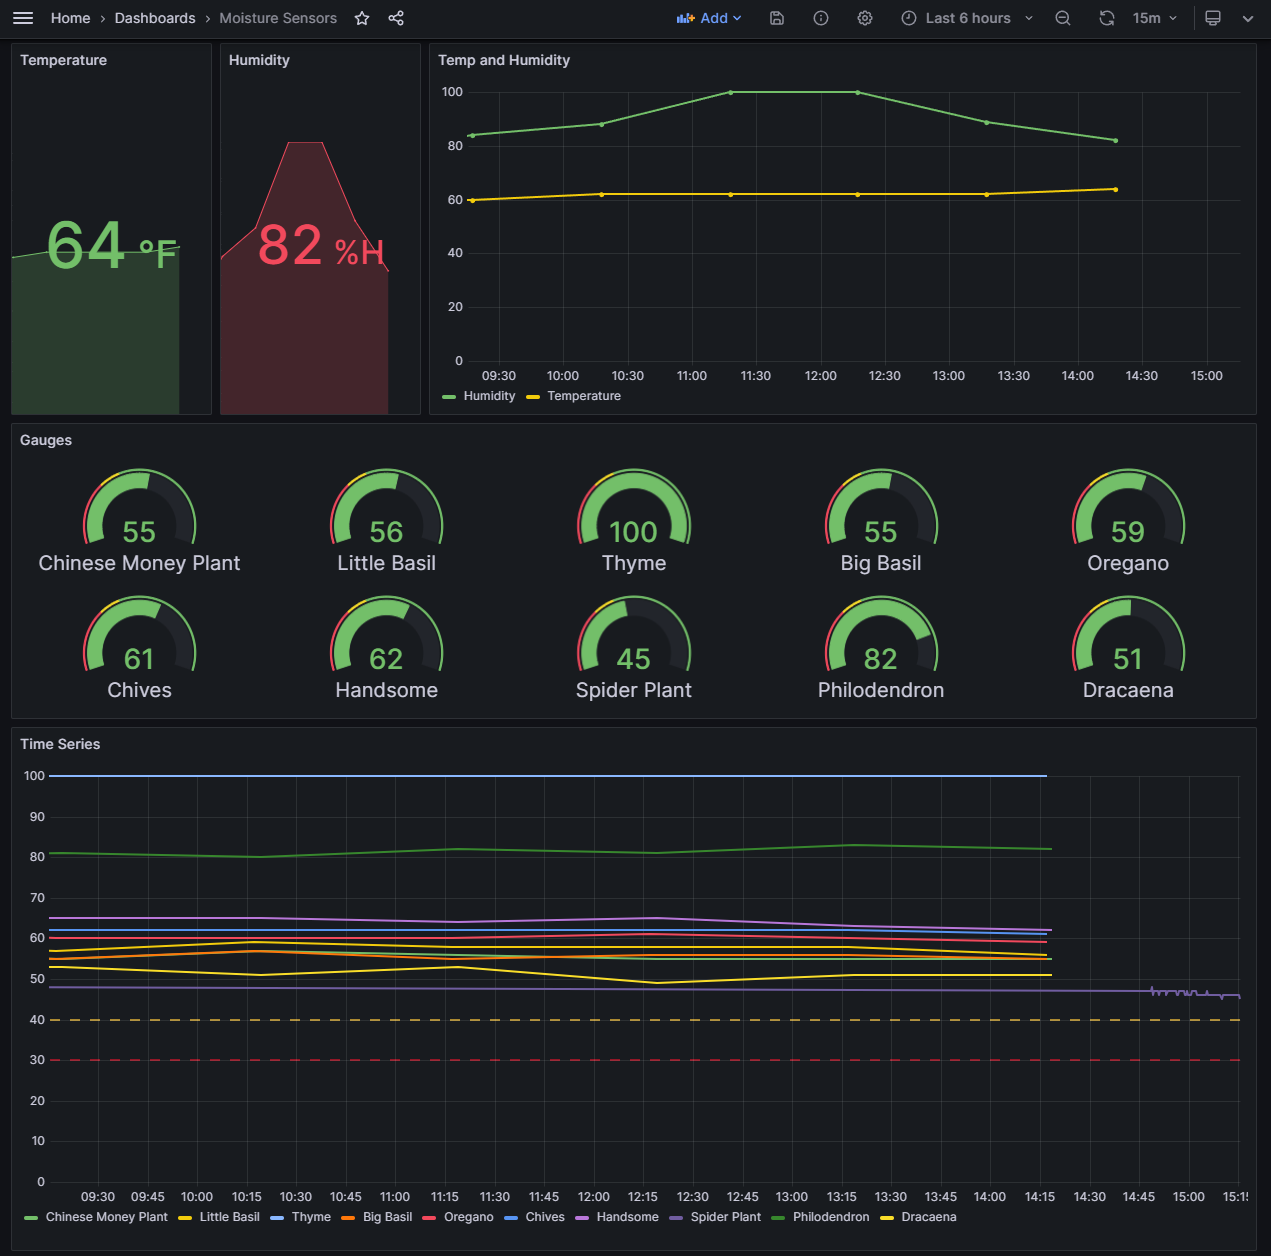 Home › Dashboards › Moisture Sensors Add Last 6 hours 15m
Temperature
64 °F
Humidity
82 %H
Temp and Humidity
100
80
60
40
20
0
09:30 10:00 10:30 11:00 11:30 12:00 12:30 13:00 13:30 14:00 14:30 15:00
Humidity Temperature
Gauges
55 56 100 55 59
Chinese Money Plant Little Basil Thyme Big Basil Oregano
61 62 45 82 51
Chives Handsome Spider Plant Philodendron Dracaena
Time Series
100
90
80
70
60
50
40
30
20
10
0
09:30 09:45 10:00 10:15 10:30 10:45 11:00 11:15 11:30 11:45 12:00 12:15 12:30 12:45 13:00 13:15 13:30 13:45 14:00 14:15 14:30 14:45 15:00 15:15
Chinese Money Plant Little Basil Thyme Big Basil Oregano Chives Handsome Spider Plant Philodendron Dracaena